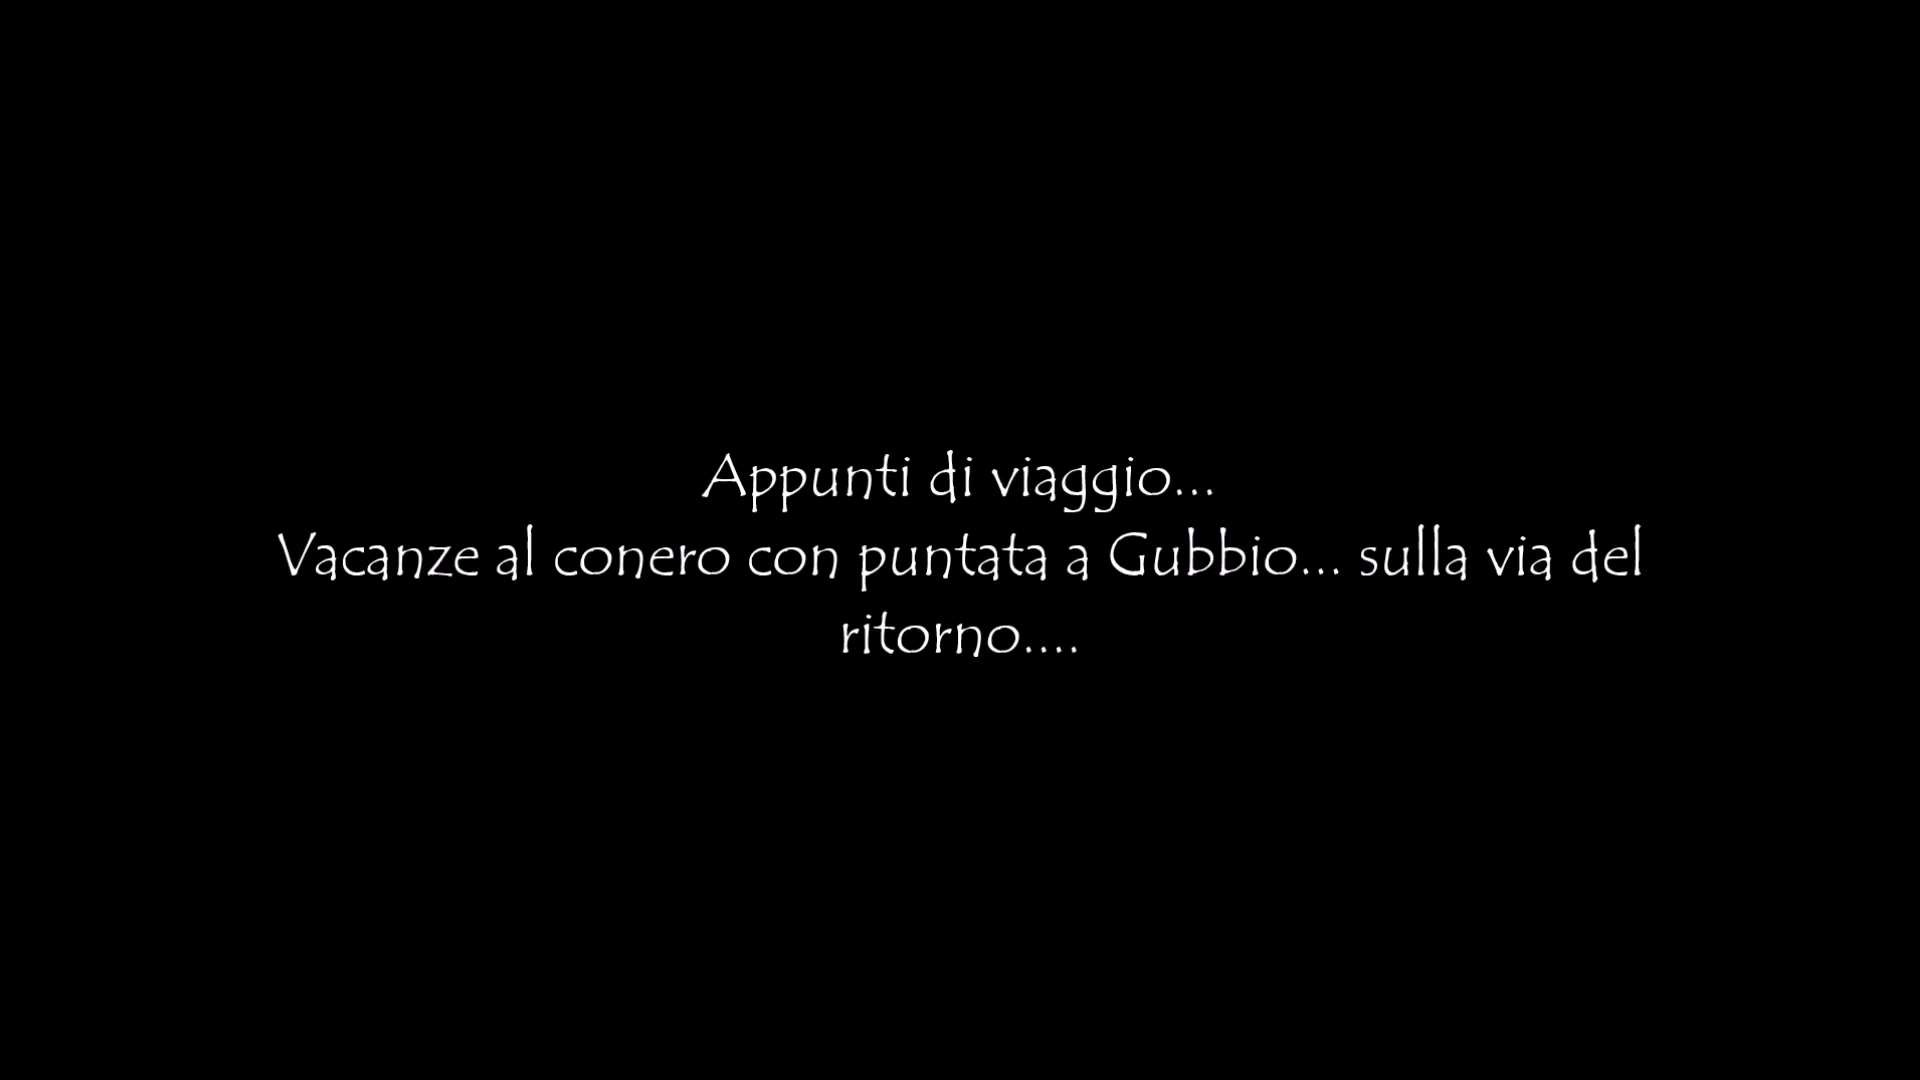 Appunti di viaggio...
Vacanze al conero con puntata a Gubbio... sulla via del
ritorno....